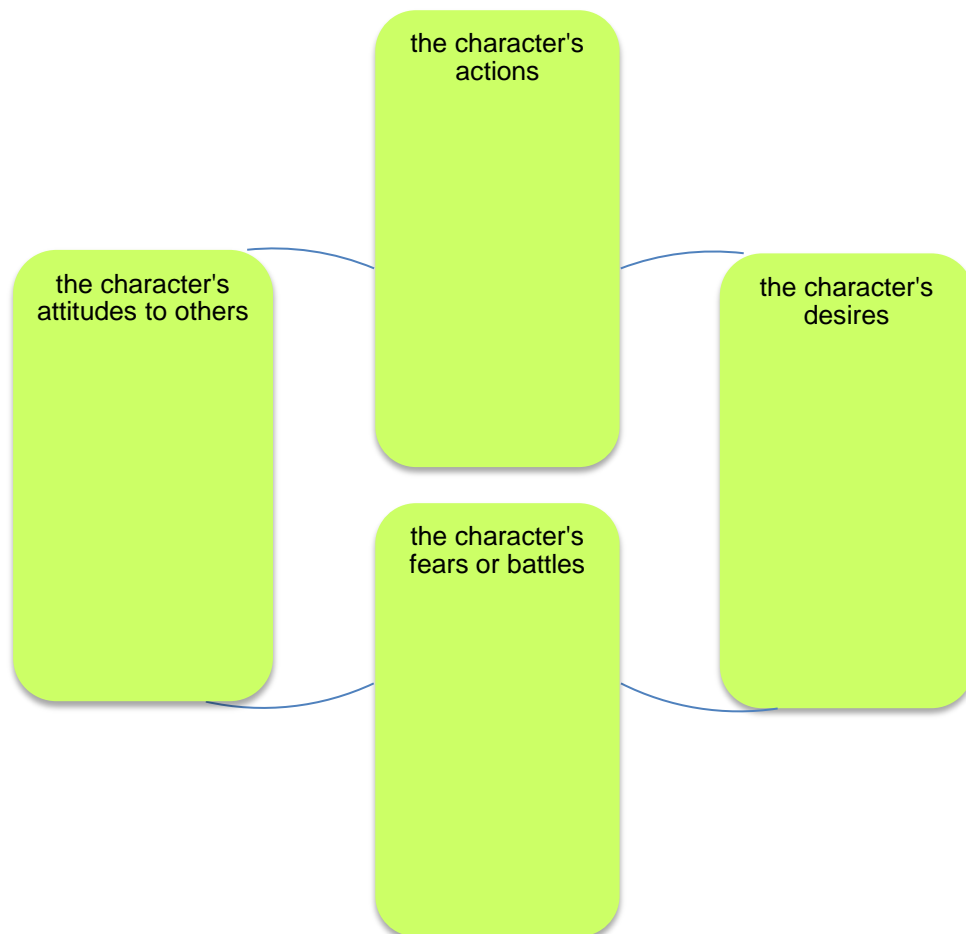 the character's
actions
the character's
attitudes to others
the character's
desires
the character's
fears or battles